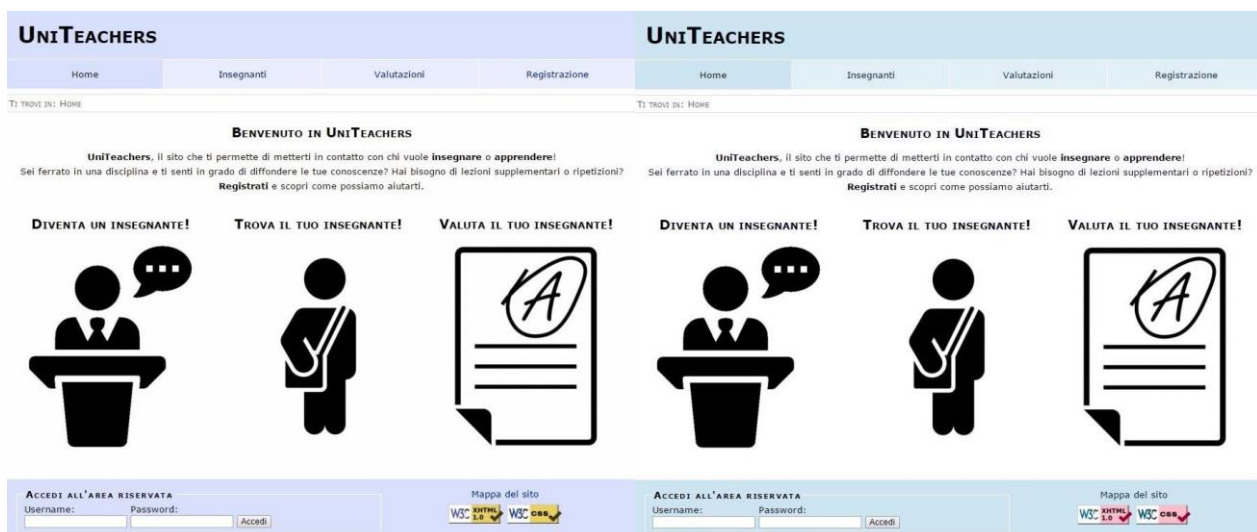 UNITEACHERS
Home Insegnanti Valutazioni Registrazione
TI TROVI IN: HOME
BENVENUTO IN UNITEACHERS
UniTeachers, il sito che ti permette di metterti in contatto con chi vuole insegnare o apprendere!
Sei ferrato in una disciplina e ti senti in grado di diffondere le tue conoscenze? Hai bisogno di lezioni supplementari o ripetizioni?
Registrati e scopri come possiamo aiutarti.
DIVENTA UN INSEGNANTE! TROVA IL TUO INSEGNANTE! VALUTA IL TUO INSEGNANTE!
A
ACCEDI ALL'AREA RISERVATA
Username: Password:
Accedi
Mappa del sito
W3C XHTML 1.0 W3C CSS
UNITEACHERS
Home Insegnanti Valutazioni Registrazione
TI TROVI IN: HOME
BENVENUTO IN UNITEACHERS
UniTeachers, il sito che ti permette di metterti in contatto con chi vuole insegnare o apprendere!
Sei ferrato in una disciplina e ti senti in grado di diffondere le tue conoscenze? Hai bisogno di lezioni supplementari o ripetizioni?
Registrati e scopri come possiamo aiutarti.
DIVENTA UN INSEGNANTE! TROVA IL TUO INSEGNANTE! VALUTA IL TUO INSEGNANTE!
A
ACCEDI ALL'AREA RISERVATA
Username: Password:
Accedi
Mappa del sito
W3C XHTML 1.0 W3C CSS